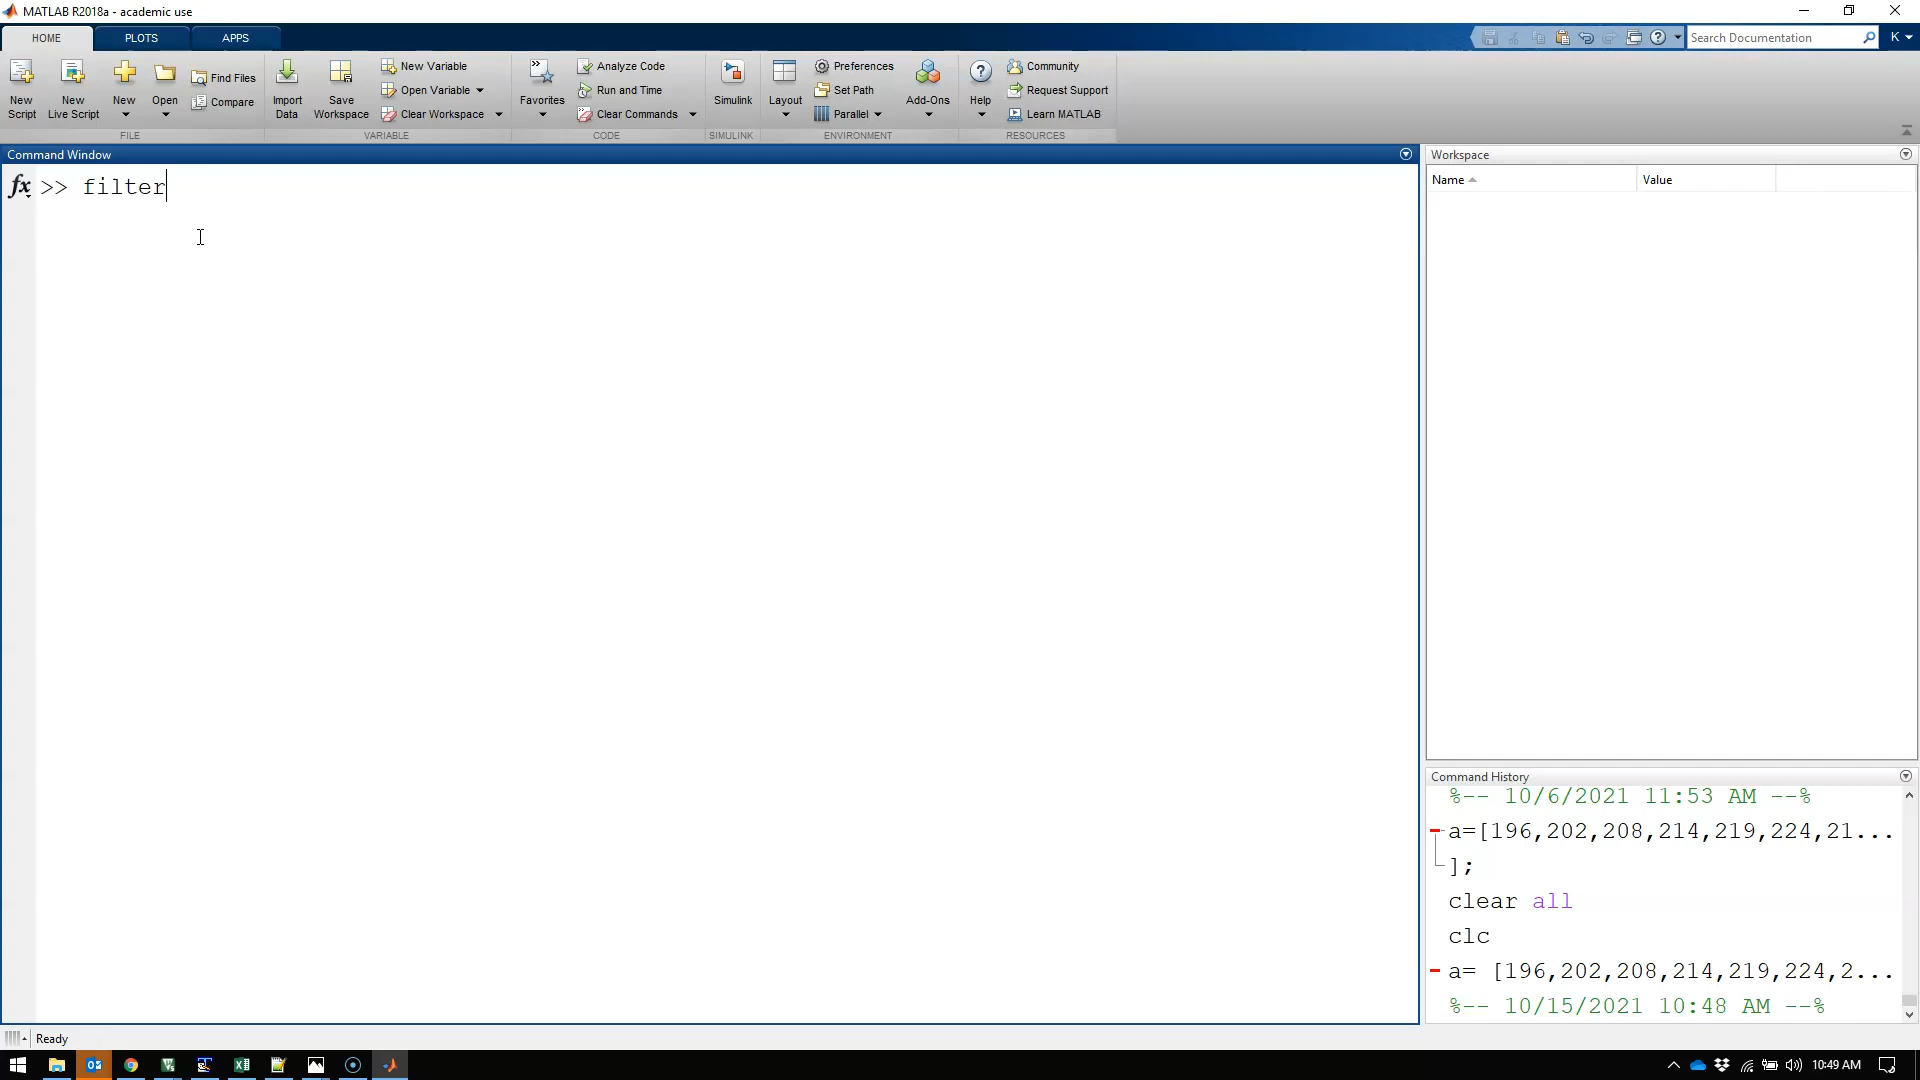 MATLAB R2018a - academic use
HOME
PLOTS
APPS
Search Documentation
K
New Script
New Live Script
New
Open
Find Files
Compare
FILE
Import Data
Save Workspace
New Variable
Open Variable
Clear Workspace
VARIABLE
Favorites
Analyze Code
Run and Time
Clear Commands
CODE
Simulink
SIMULINK
Layout
Preferences
Set Path
Parallel
Add-Ons
ENVIRONMENT
Help
Community
Request Support
Learn MATLAB
RESOURCES
Command Window
fx >> filter
Workspace
Name
Value
Command History
%-- 10/6/2021 11:53 AM --%
a=[196,202,208,214,219,224,21...
];
clear all
clc
a= [196,202,208,214,219,224,2...
%-- 10/15/2021 10:48 AM --%
Ready
10:49 AM